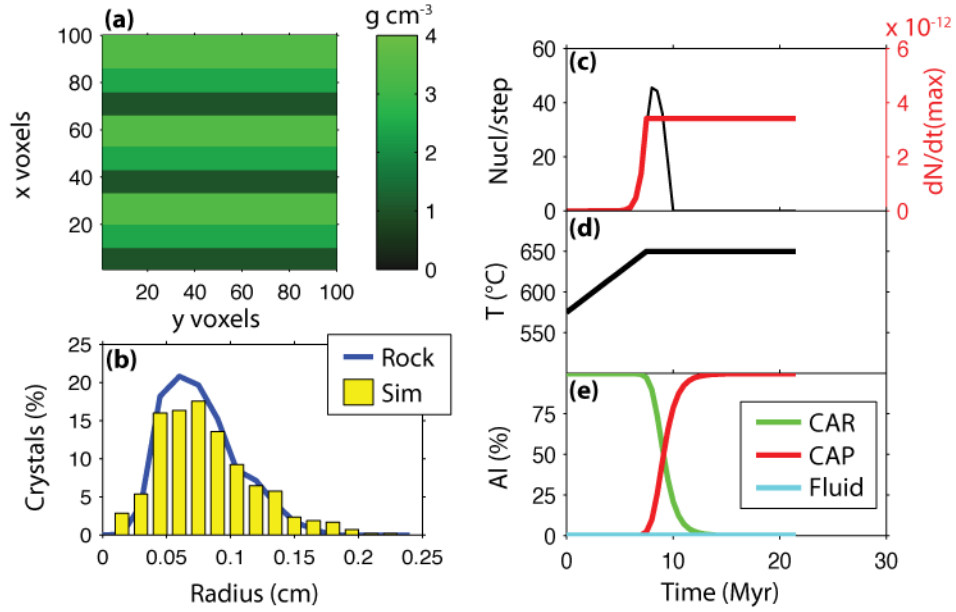 (a)
g cm-3
x voxels
100
80
60
40
20
20 40 60 80 100
y voxels
4
3
2
1
0
(b)
Crystals (%)
25
20
15
10
5
0
0 0.05 0.1 0.15 0.2 0.25
Radius (cm)
Rock
Sim
x 10-12
(c)
Nucl/step
60
40
20
0
6
4
2
0
dN/dt(max)
(d)
T (°C)
650
600
550
(e)
Al (%)
75
50
25
0
CAR
CAP
Fluid
0 10 20 30
Time (Myr)